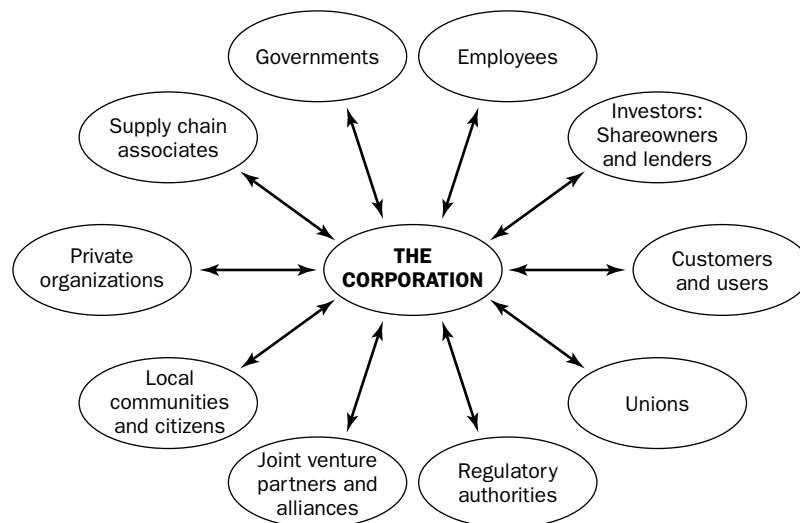 Governments
Employees
Supply chain
associates
Investors:
Shareowners
and lenders
Private
organizations
THE
CORPORATION
Customers
and users
Local
communities
and citizens
Unions
Joint venture
partners and
alliances
Regulatory
authorities